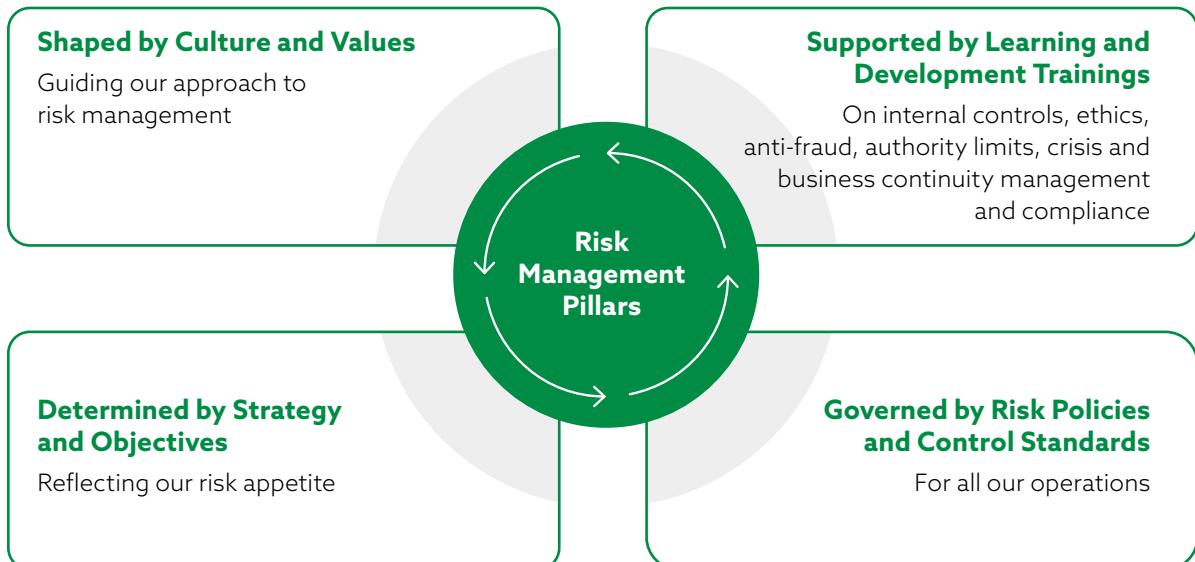 Shaped by Culture and Values
Guiding our approach to
risk management
Supported by Learning and
Development Trainings
On internal controls, ethics,
anti-fraud, authority limits, crisis and
business continuity management
and compliance
Risk
Management
Pillars
Determined by Strategy
and Objectives
Reflecting our risk appetite
Governed by Risk Policies
and Control Standards
For all our operations